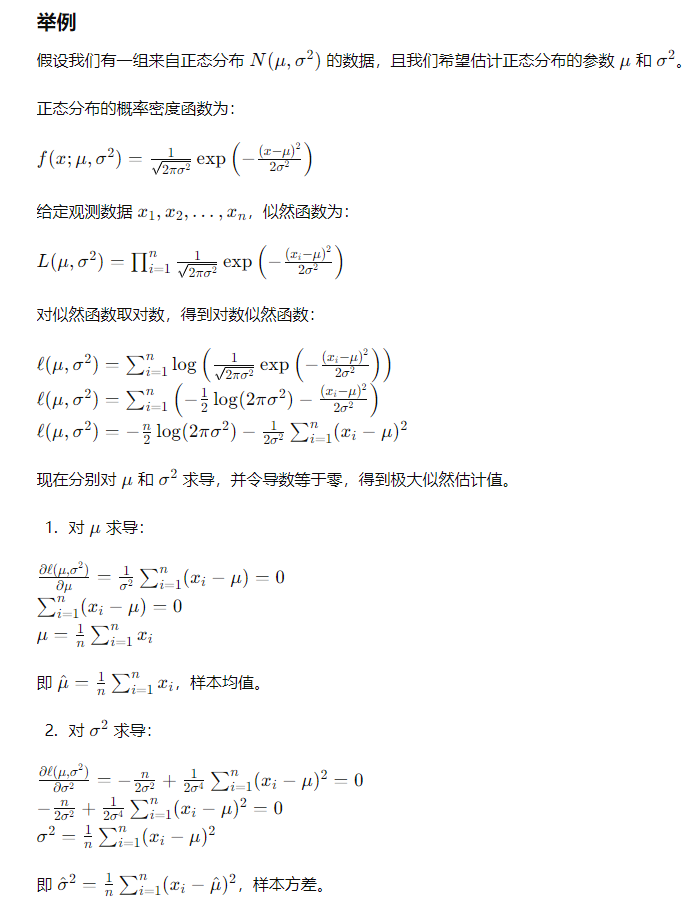 举例
假设我们有一组来自正态分布 $N(\mu, \sigma^2)$ 的数据，且我们希望估计正态分布的参数 $\mu$ 和 $\sigma^2$。
正态分布的概率密度函数为：
$f(x; \mu, \sigma^2) = \frac{1}{\sqrt{2\pi\sigma^2}} \exp\left(-\frac{(x-\mu)^2}{2\sigma^2}\right)$
给定观测数据 $x_1, x_2, \ldots, x_n$，似然函数为：
$L(\mu, \sigma^2) = \prod_{i=1}^n \frac{1}{\sqrt{2\pi\sigma^2}} \exp\left(-\frac{(x_i-\mu)^2}{2\sigma^2}\right)$
对似然函数取对数，得到对数似然函数：
$\ell(\mu, \sigma^2) = \sum_{i=1}^n \log\left(\frac{1}{\sqrt{2\pi\sigma^2}} \exp\left(-\frac{(x_i-\mu)^2}{2\sigma^2}\right)\right)$
$\ell(\mu, \sigma^2) = \sum_{i=1}^n \left(-\frac{1}{2} \log(2\pi\sigma^2) - \frac{(x_i-\mu)^2}{2\sigma^2}\right)$
$\ell(\mu, \sigma^2) = -\frac{n}{2} \log(2\pi\sigma^2) - \frac{1}{2\sigma^2} \sum_{i=1}^n (x_i - \mu)^2$
现在分别对 $\mu$ 和 $\sigma^2$ 求导，并令导数等于零，得到极大似然估计值。
1. 对 $\mu$ 求导：
$\frac{\partial \ell(\mu,\sigma^2)}{\partial \mu} = \frac{1}{\sigma^2} \sum_{i=1}^n (x_i - \mu) = 0$
$\sum_{i=1}^n (x_i - \mu) = 0$
$\mu = \frac{1}{n} \sum_{i=1}^n x_i$
即 $\hat{\mu} = \frac{1}{n} \sum_{i=1}^n x_i$，样本均值。
2. 对 $\sigma^2$ 求导：
$\frac{\partial \ell(\mu,\sigma^2)}{\partial \sigma^2} = -\frac{n}{2\sigma^2} + \frac{1}{2\sigma^4} \sum_{i=1}^n (x_i - \mu)^2 = 0$
$-\frac{n}{2\sigma^2} + \frac{1}{2\sigma^4} \sum_{i=1}^n (x_i - \mu)^2 = 0$
$\sigma^2 = \frac{1}{n} \sum_{i=1}^n (x_i - \mu)^2$
即 $\hat{\sigma}^2 = \frac{1}{n} \sum_{i=1}^n (x_i - \hat{\mu})^2$，样本方差。